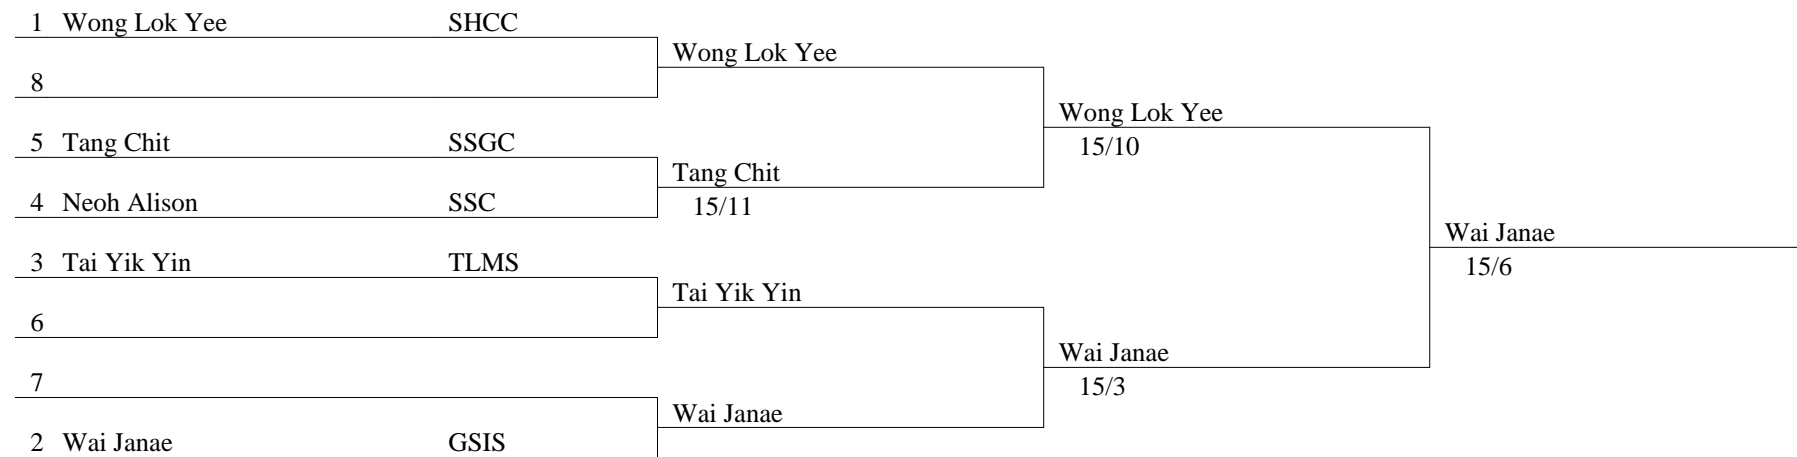 1 Wong Lok Yee SHCC
Wong Lok Yee
8
Wong Lok Yee
15/10
5 Tang Chit SSGC
Tang Chit
15/11
4 Neoh Alison SSC
Wai Janae
15/6
3 Tai Yik Yin TLMS
Tai Yik Yin
6
Wai Janae
15/3
7
Wai Janae
2 Wai Janae GSIS